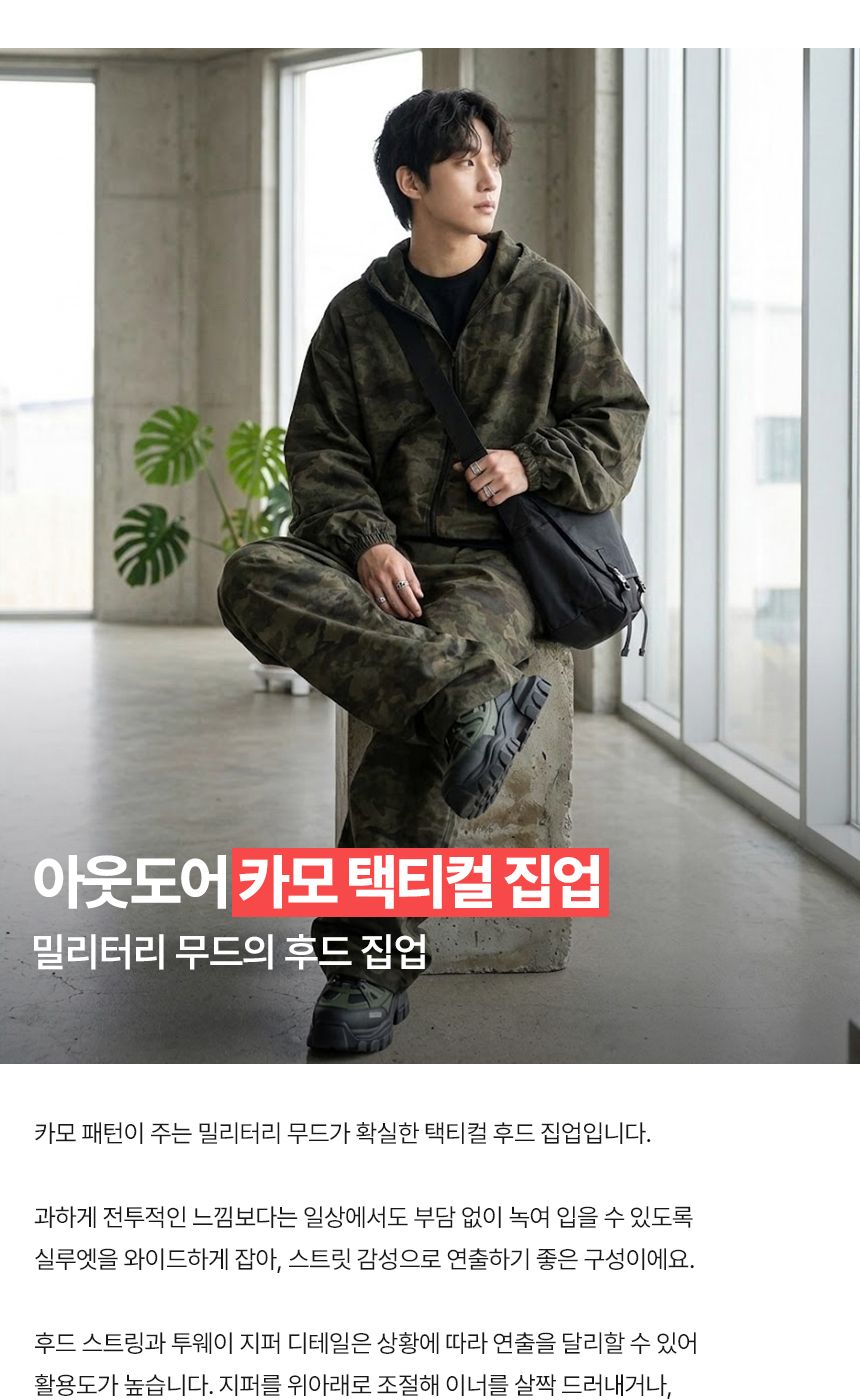 아웃도어 카모 택티컬 집업
밀리터리 무드의 후드 집업
카모 패턴이 주는 밀리터리 무드가 확실한 택티컬 후드 집업입니다.
과하게 전투적인 느낌보다는 일상에서도 부담 없이 녹여 입을 수 있도록
실루엣을 와이드하게 잡아, 스트릿 감성으로 연출하기 좋은 구성이에요.
후드 스트링과 투웨이 지퍼 디테일은 상황에 따라 연출을 달리할 수 있어
활용도가 높습니다. 지퍼를 위아래로 조절해 이너를 살짝 드러내거나,